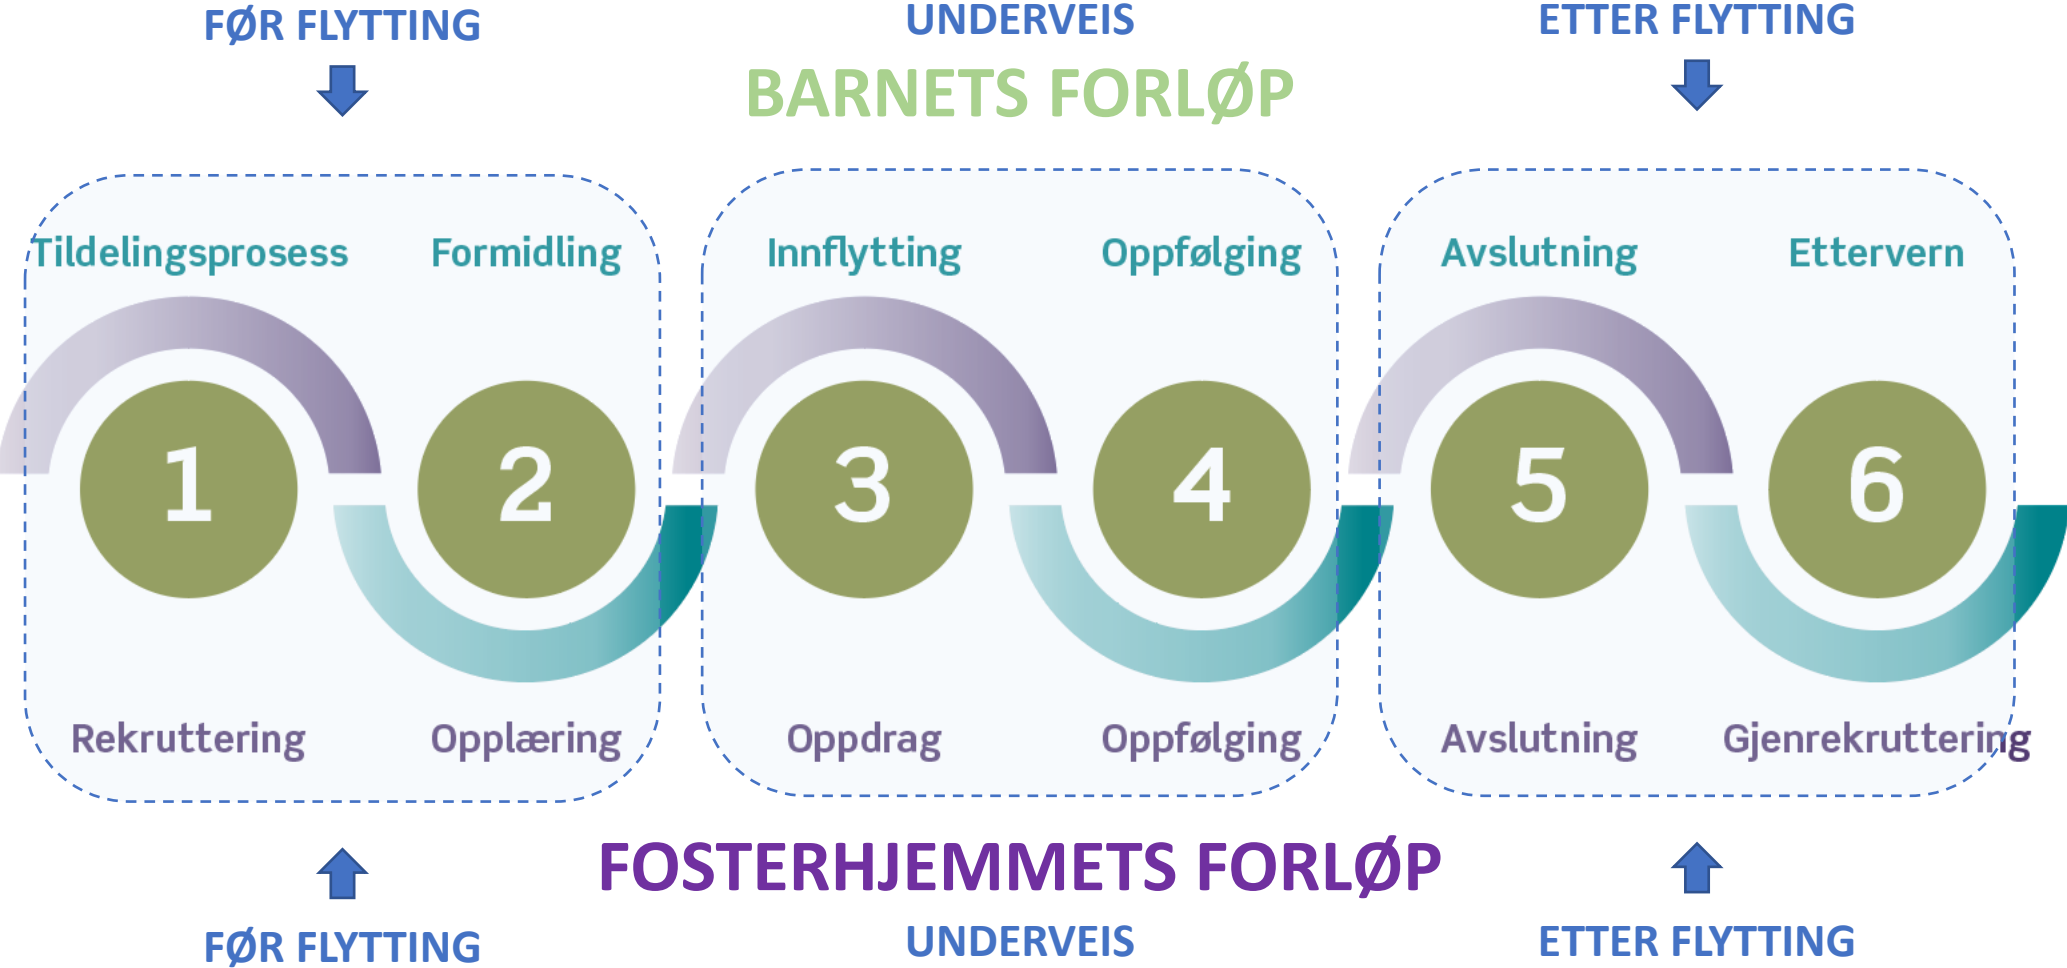 FØR FLYTTING
UNDERVEIS
ETTER FLYTTING
BARNETS FORLØP
Tildelingsprosess
Formidling
Innflytting
Oppfølging
Avslutning
Ettervern
1
2
3
4
5
6
Rekruttering
Opplæring
Oppdrag
Oppfølging
Avslutning
Gjenrekruttering
FOSTERHJEMMETS FORLØP
FØR FLYTTING
UNDERVEIS
ETTER FLYTTING